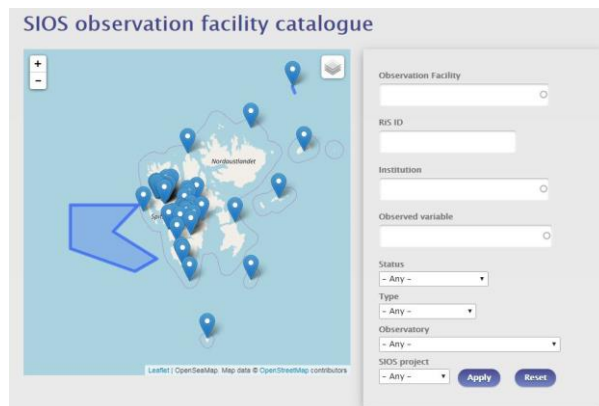 SIOS observation facility catalogue
+
-
Nordaustlandet
Leaflet | OpenSeaMap. Map data © OpenStreetMap contributors
Observation Facility
RiS ID
Institution
Observed variable
Status
- Any -
Type
- Any -
Observatory
- Any -
SIOS project
- Any -
Apply
Reset